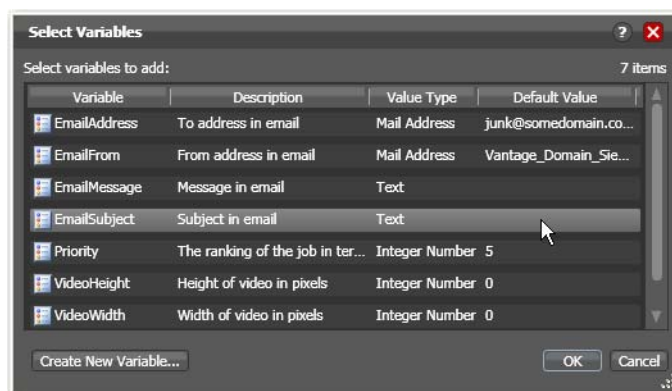 Select Variables ?
Select variables to add: 7 items
Variable Description Value Type Default Value
EmailAddress To address in email Mail Address junk@somedomain.co...
EmailFrom From address in email Mail Address Vantage_Domain_Sie...
EmailMessage Message in email Text
EmailSubject Subject in email Text
Priority The ranking of the job in ter... Integer Number 5
VideoHeight Height of video in pixels Integer Number 0
VideoWidth Width of video in pixels Integer Number 0
Create New Variable... OK Cancel